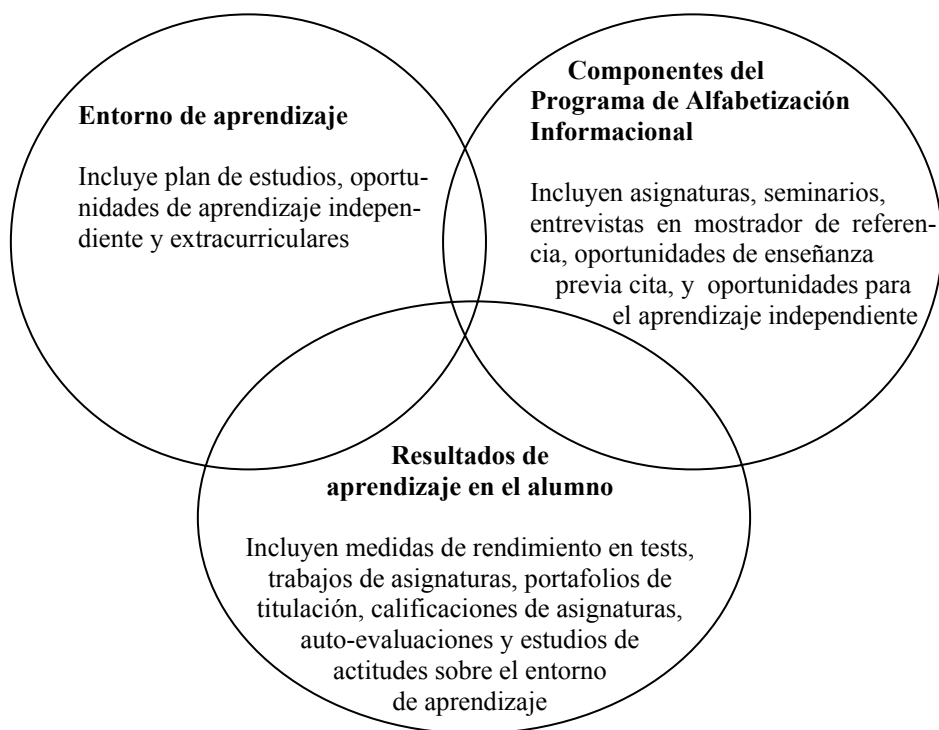 Entorno de aprendizaje
Incluye plan de estudios, oportu-
nidades de aprendizaje indepen-
diente y extracurriculares
Componentes del
Programa de Alfabetización
Informacional
Incluyen asignaturas, seminarios,
entrevistas en mostrador de referen-
cia, oportunidades de enseñanza
previa cita, y oportunidades para
el aprendizaje independiente
Resultados de
aprendizaje en el alumno
Incluyen medidas de rendimiento en tests,
trabajos de asignaturas, portafolios de
titulación, calificaciones de asignaturas,
auto-evaluaciones y estudios de
actitudes sobre el entorno
de aprendizaje